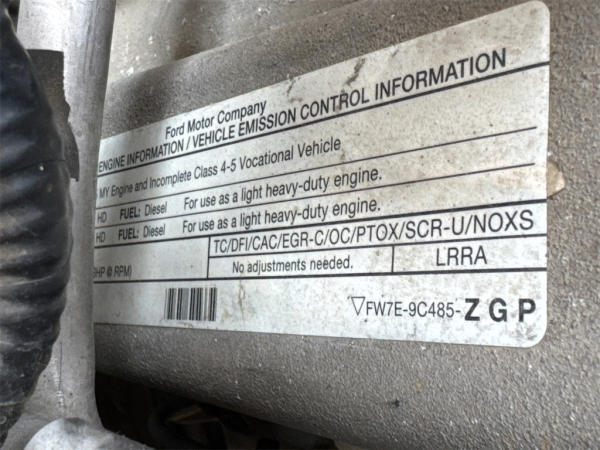 Ford Motor Company
ENGINE INFORMATION / VEHICLE EMISSION CONTROL INFORMATION
MY Engine and Incomplete Class 4-5 Vocational Vehicle
HD FUEL: Diesel For use as a light heavy-duty engine.
HD FUEL: Diesel For use as a light heavy-duty engine.
TC/DFI/CAC/EGR-C/OC/PTOX/SCR-U/NOXS
BHP @ RPM) No adjustments needed. LRRA
▽FW7E-9C485-ZGP